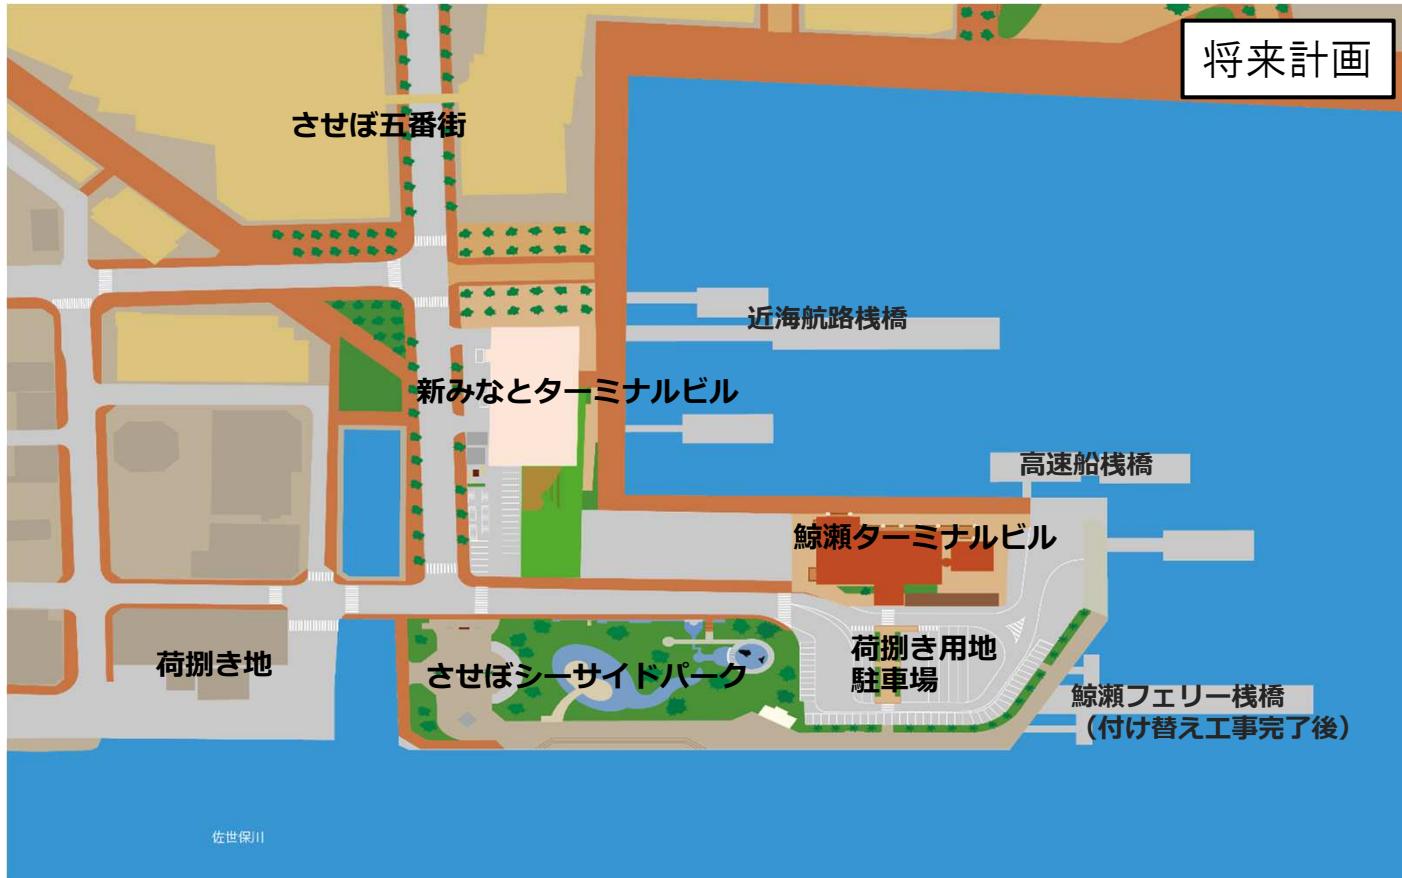 将来計画
させぼ五番街
近海航路桟橋
新みなとターミナルビル
高速船桟橋
鯨瀬ターミナルビル
荷捌き地
させぼシーサイドパーク
荷捌き用地
駐車場
鯨瀬フェリー桟橋
（付け替え工事完了後）
佐世保川